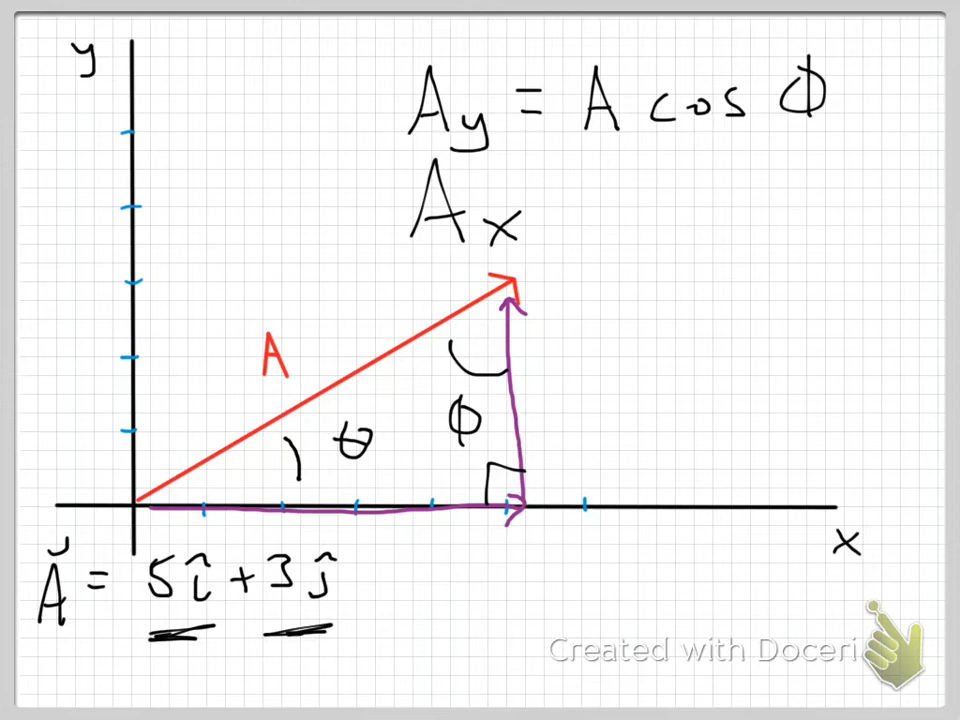 y
Ay = A cos Φ
Ax
A
θ
Φ
x
A = 5î + 3ĵ
Created with Doceri